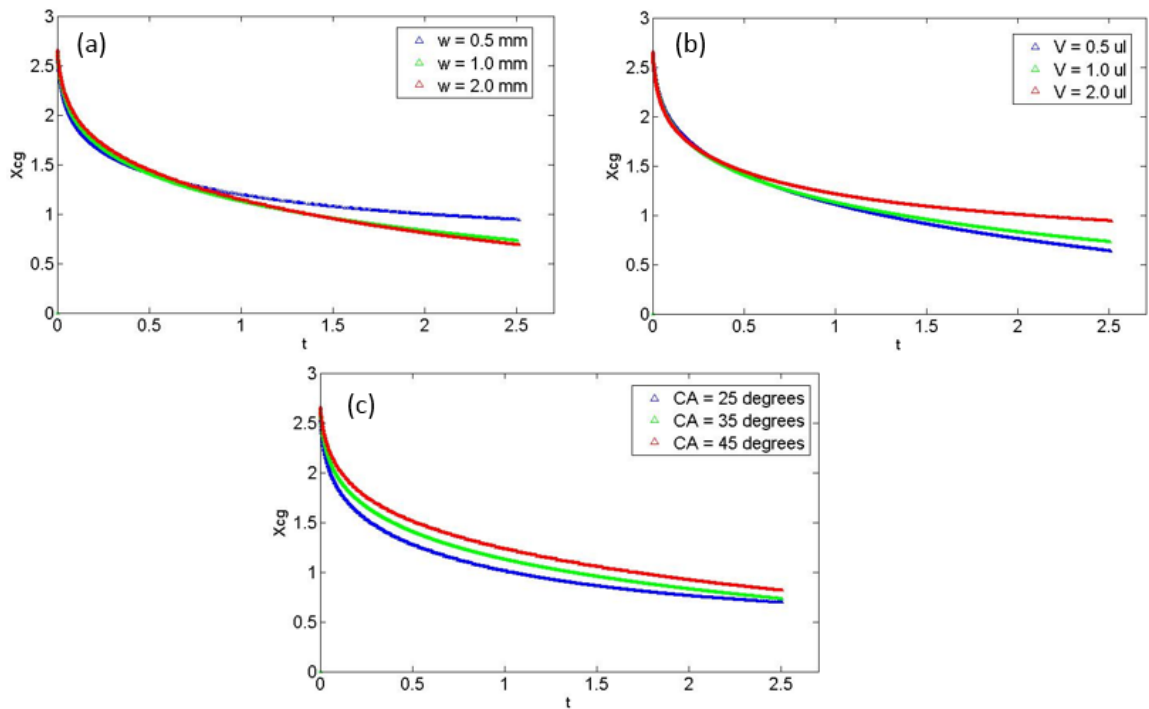 (a)
w = 0.5 mm
w = 1.0 mm
w = 2.0 mm
3
2.5
2
1.5
1
0.5
0
Xcg
0 0.5 1 1.5 2 2.5
t
(b)
V = 0.5 ul
V = 1.0 ul
V = 2.0 ul
3
2.5
2
1.5
1
0.5
0
Xcg
0 0.5 1 1.5 2 2.5
t
(c)
CA = 25 degrees
CA = 35 degrees
CA = 45 degrees
3
2.5
2
1.5
1
0.5
0
Xcg
0 0.5 1 1.5 2 2.5
t